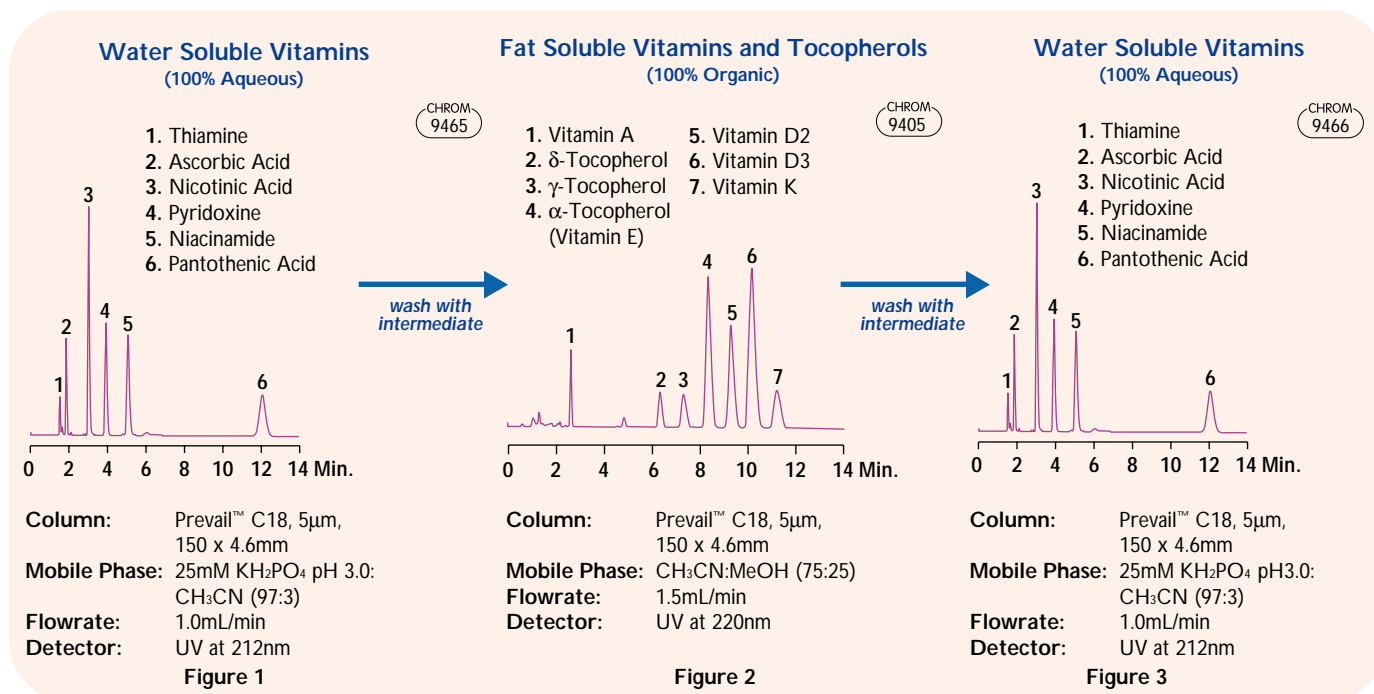 Water Soluble Vitamins
(100% Aqueous)
CHROM
9465
1. Thiamine
2. Ascorbic Acid
3. Nicotinic Acid
4. Pyridoxine
5. Niacinamide
6. Pantothenic Acid
1
2
3
4
5
6
0 2 4 6 8 10 12 14 Min.
Column: Prevail™ C18, 5µm,
150 x 4.6mm
Mobile Phase: 25mM KH₂PO₄ pH 3.0:
CH₃CN (97:3)
Flowrate: 1.0mL/min
Detector: UV at 212nm
Figure 1
wash with
intermediate
Fat Soluble Vitamins and Tocopherols
(100% Organic)
CHROM
9405
1. Vitamin A
2. δ-Tocopherol
3. γ-Tocopherol
4. α-Tocopherol
(Vitamin E)
5. Vitamin D2
6. Vitamin D3
7. Vitamin K
1
2
3
4
5
6
7
0 2 4 6 8 10 12 14 Min.
Column: Prevail™ C18, 5µm,
150 x 4.6mm
Mobile Phase: CH₃CN:MeOH (75:25)
Flowrate: 1.5mL/min
Detector: UV at 220nm
Figure 2
wash with
intermediate
Water Soluble Vitamins
(100% Aqueous)
CHROM
9466
1. Thiamine
2. Ascorbic Acid
3. Nicotinic Acid
4. Pyridoxine
5. Niacinamide
6. Pantothenic Acid
1
2
3
4
5
6
0 2 4 6 8 10 12 14 Min.
Column: Prevail™ C18, 5µm,
150 x 4.6mm
Mobile Phase: 25mM KH₂PO₄ pH3.0:
CH₃CN (97:3)
Flowrate: 1.0mL/min
Detector: UV at 212nm
Figure 3